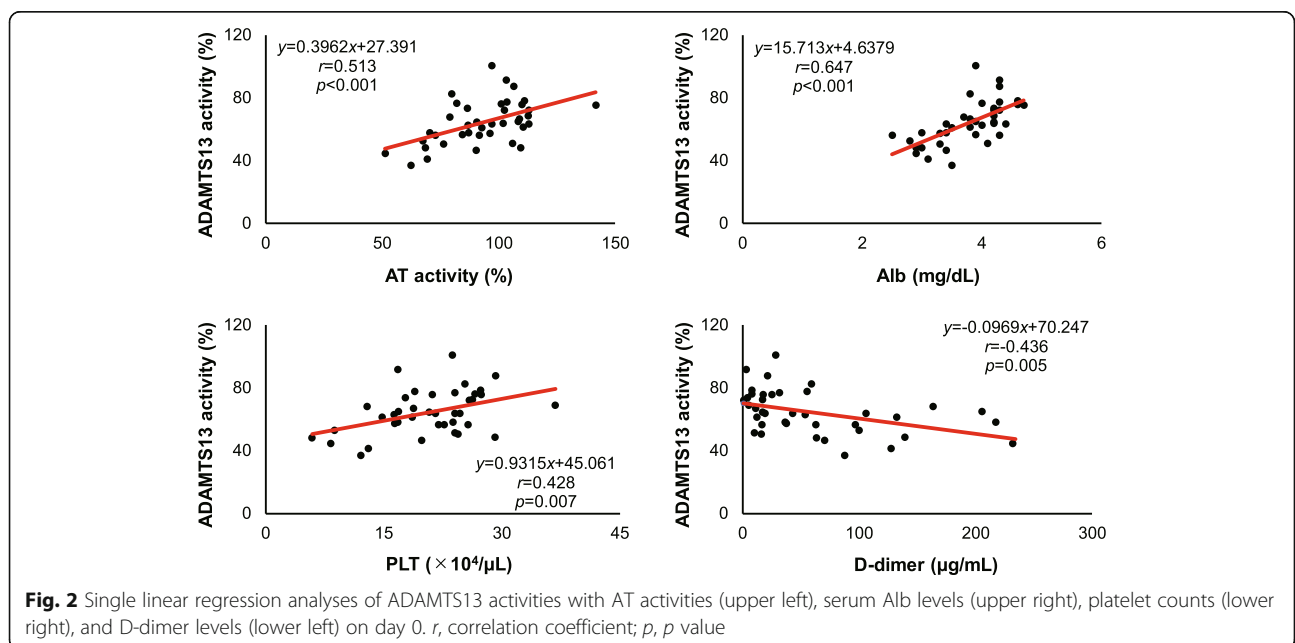 ADAMTS13 activity (%)
120
80
40
0
y=0.3962x+27.391
r=0.513
p<0.001
0
50
100
150
AT activity (%)
ADAMTS13 activity (%)
120
80
40
0
y=15.713x+4.6379
r=0.647
p<0.001
0
2
4
6
Alb (mg/dL)
ADAMTS13 activity (%)
120
80
40
0
y=0.9315x+45.061
r=0.428
p=0.007
0
15
30
45
PLT (×10⁴/μL)
ADAMTS13 activity (%)
120
80
40
0
y=-0.0969x+70.247
r=-0.436
p=0.005
0
100
200
300
D-dimer (μg/mL)
Fig. 2 Single linear regression analyses of ADAMTS13 activities with AT activities (upper left), serum Alb levels (upper right), platelet counts (lower
right), and D-dimer levels (lower left) on day 0. r, correlation coefficient; p, p value